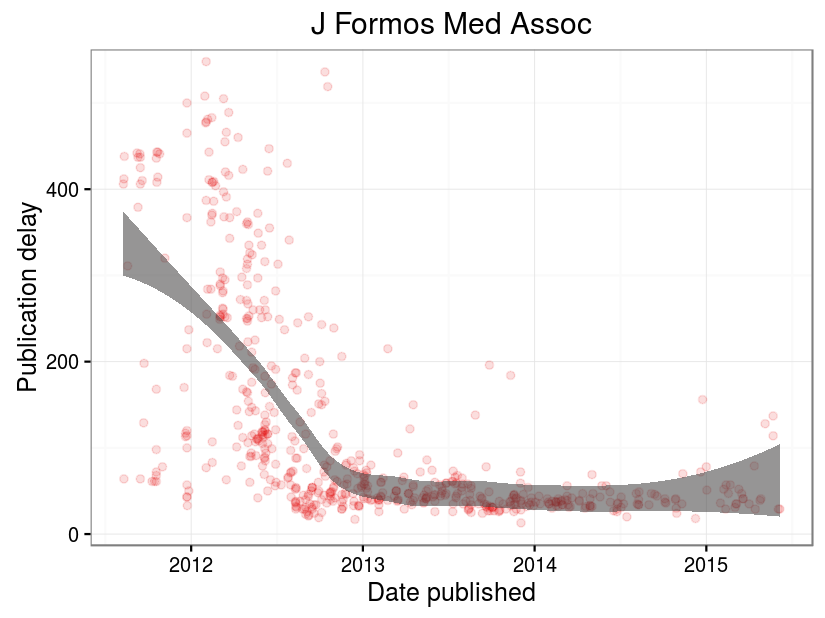 J Formos Med Assoc
Publication delay
400
200
0
2012 2013 2014 2015
Date published